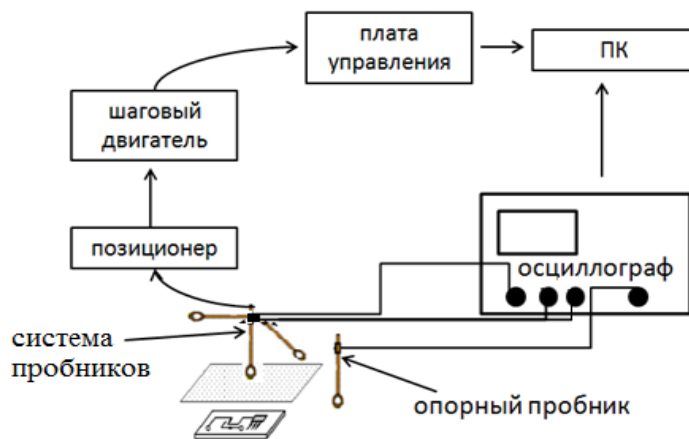 плата
управления
ПК
шаговый
двигатель
позиционер
осциллограф
система
пробников
опорный пробник